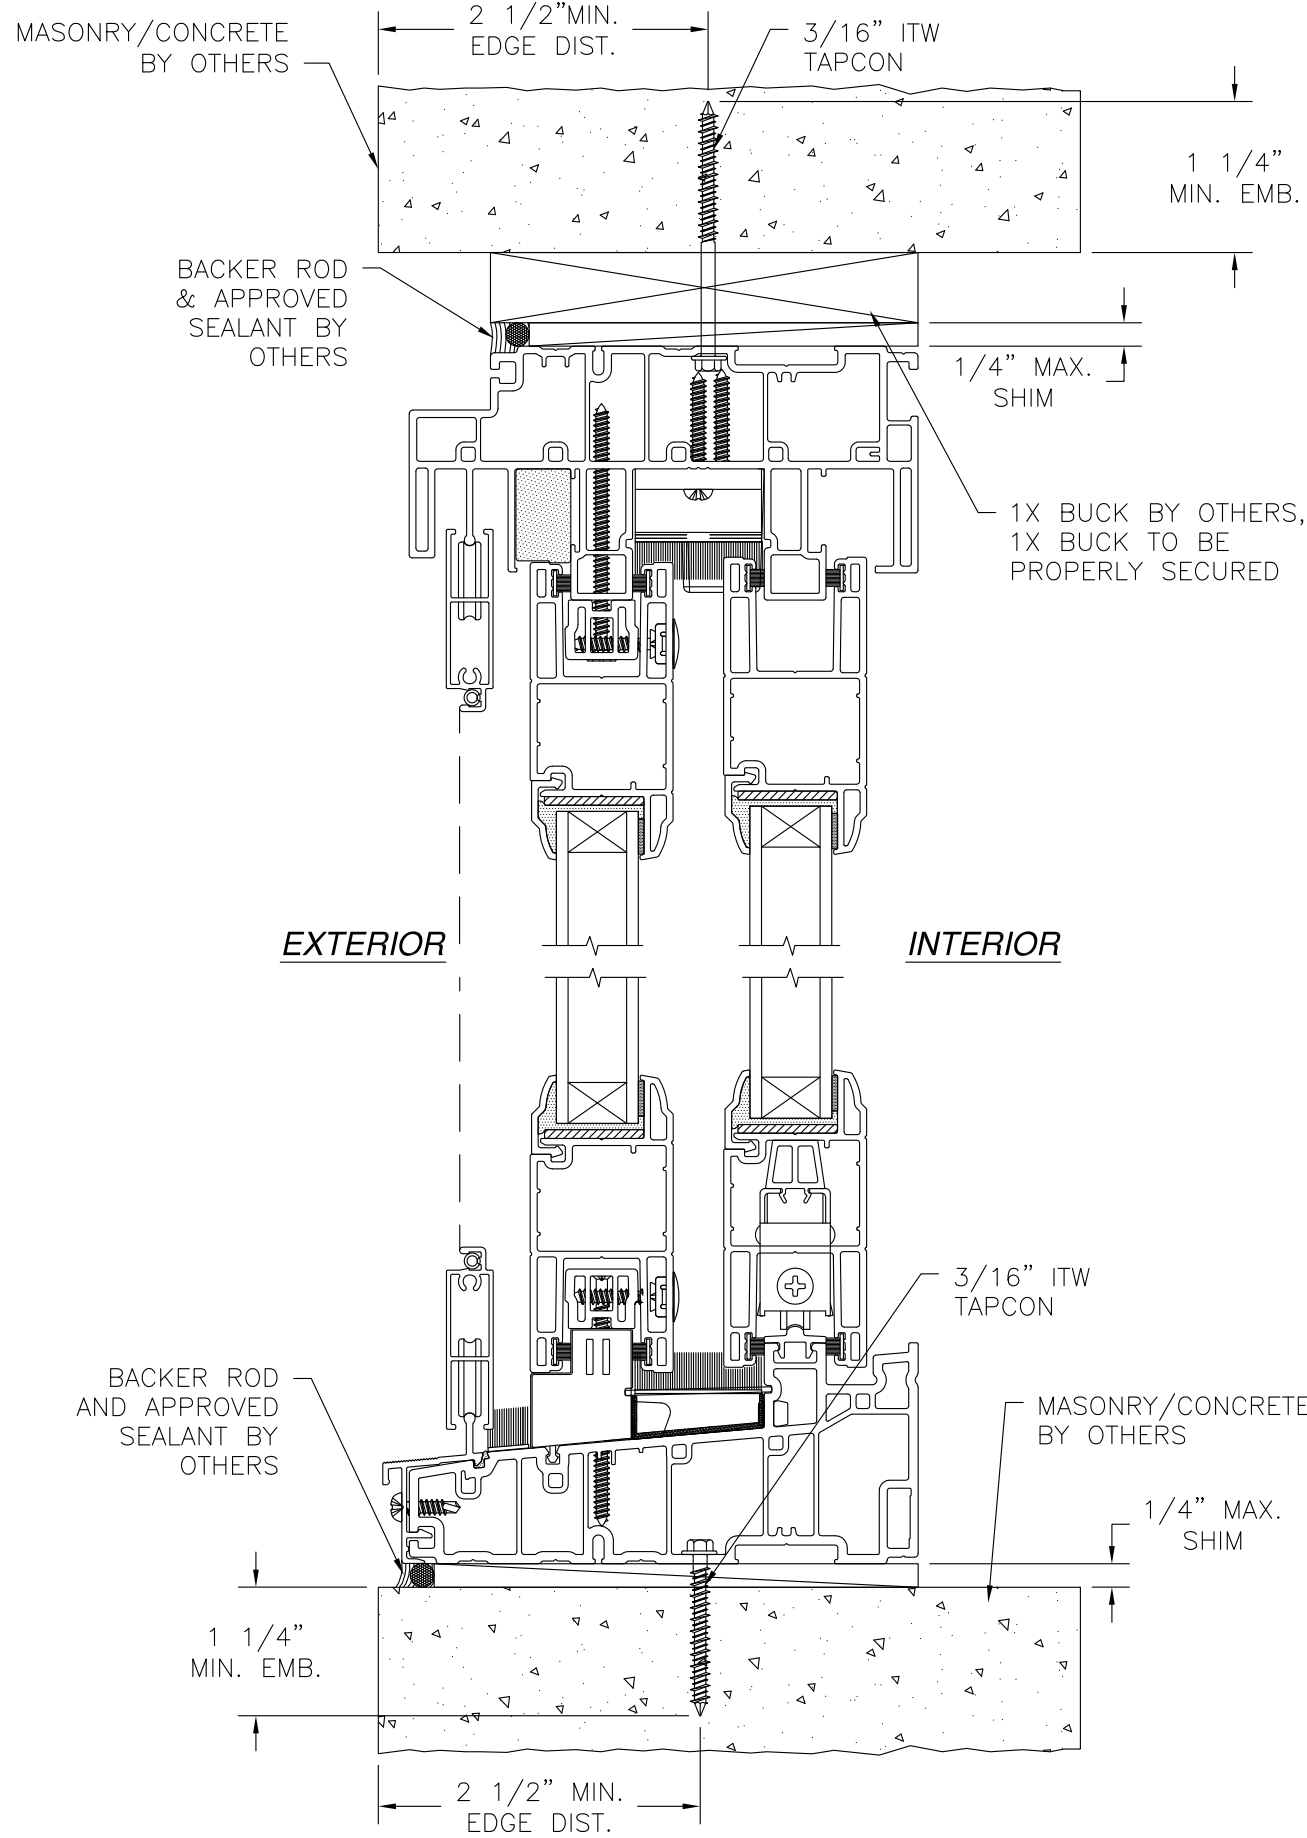 MASONRY/CONCRETE
BY OTHERS
2 1/2”MIN.
EDGE DIST.
3/16” ITW
TAPCON
1 1/4”
MIN. EMB.
BACKER ROD
& APPROVED
SEALANT BY
OTHERS
1/4” MAX.
SHIM
1X BUCK BY OTHERS,
1X BUCK TO BE
PROPERLY SECURED
EXTERIOR
INTERIOR
3/16” ITW
TAPCON
BACKER ROD
AND APPROVED
SEALANT BY
OTHERS
MASONRY/CONCRETE
BY OTHERS
1/4” MAX.
SHIM
1 1/4”
MIN. EMB.
2 1/2” MIN.
EDGE DIST.